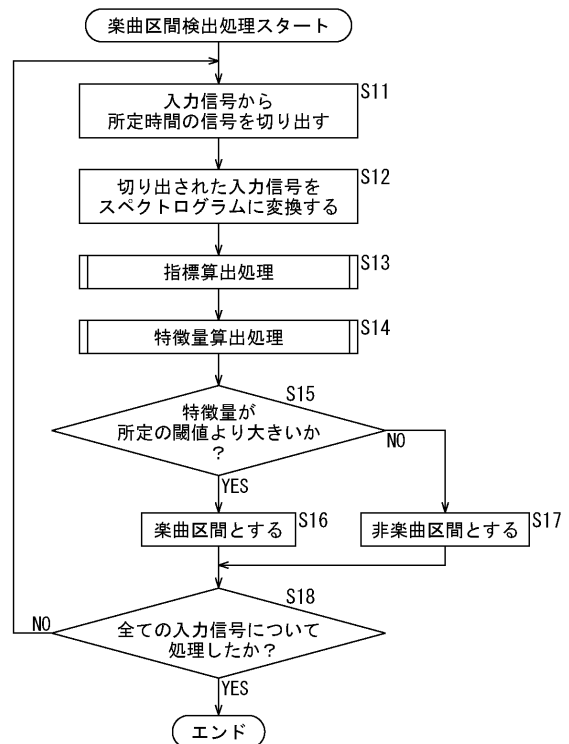 楽曲区間検出処理スタート
S11
入力信号から
所定時間の信号を切り出す
S12
切り出された入力信号を
スペクトログラムに変換する
S13
指標算出処理
S14
特徴量算出処理
S15
特徴量が
所定の閾値より大きいか
?
NO
YES
S16
楽曲区間とする
S17
非楽曲区間とする
S18
NO
全ての入力信号について
処理したか?
YES
エンド